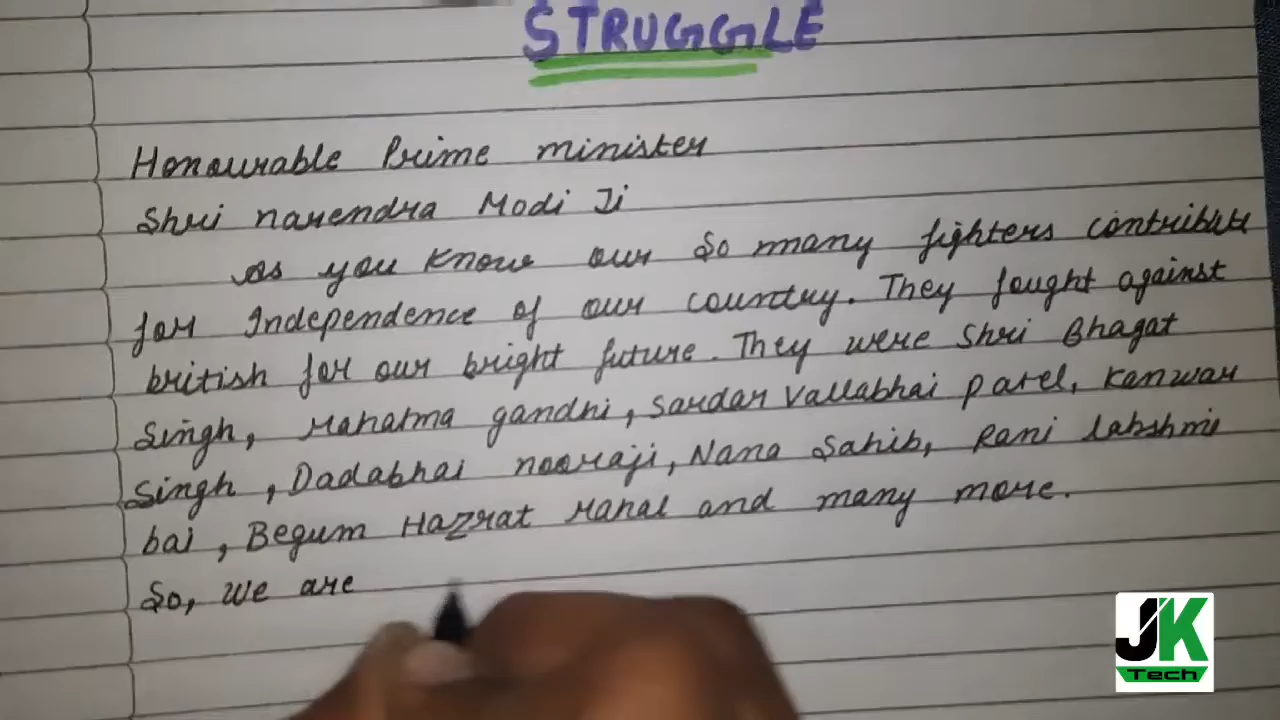 STRUGGLE
Honourable Prime minister
Shri narendra Modi Ji
As you know our So many fighters contribute
for Independence of our country. They fought against
british for our bright future. They were Shri Bhagat
Singh, Mahatma gandhi, Sardar Vallabhai patel, Kanwar
Singh, Dadabhai nooraji, Nana Sahib, Rani lakshmi
bai, Begum Hazrat Mahal and many more.
So, we are
JK
Tech